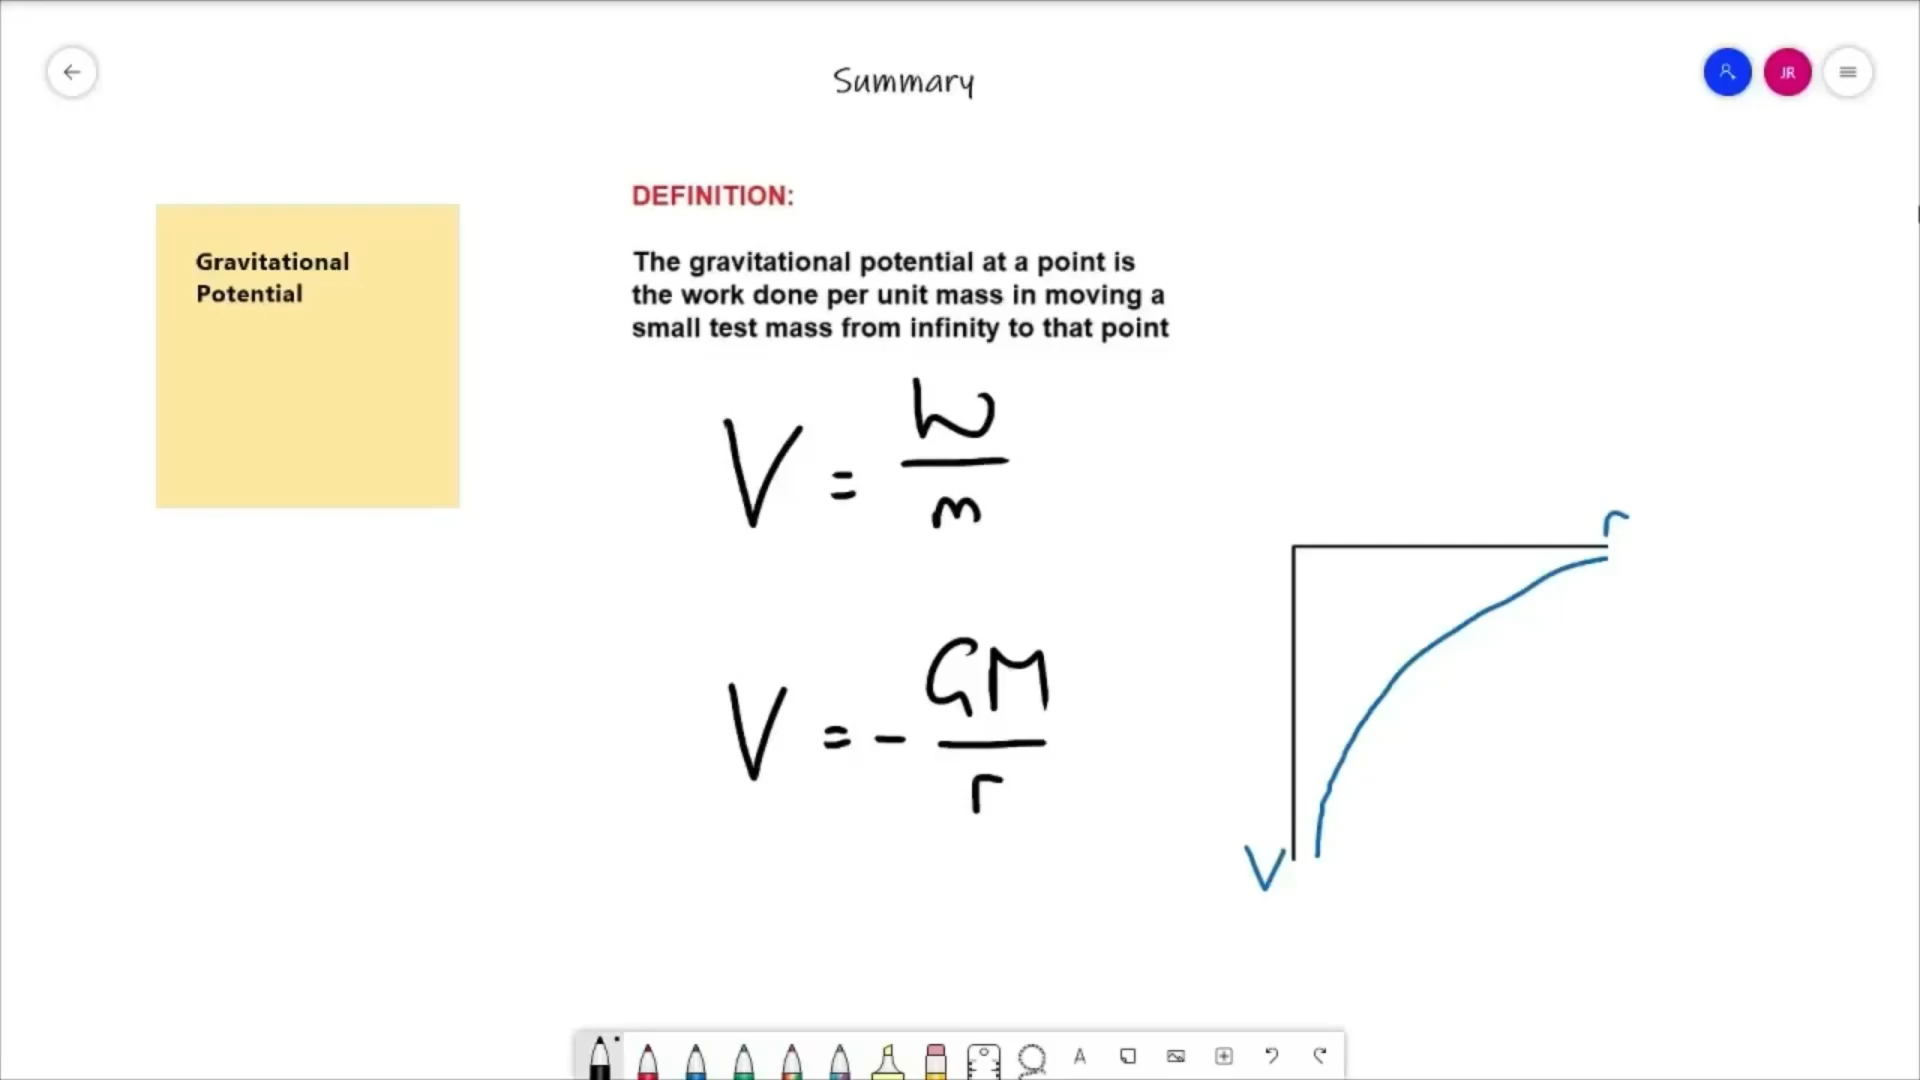 Summary
JR
DEFINITION:
Gravitational
Potential
The gravitational potential at a point is
the work done per unit mass in moving a
small test mass from infinity to that point
V = W/m
r
V = - GM/r
V
A